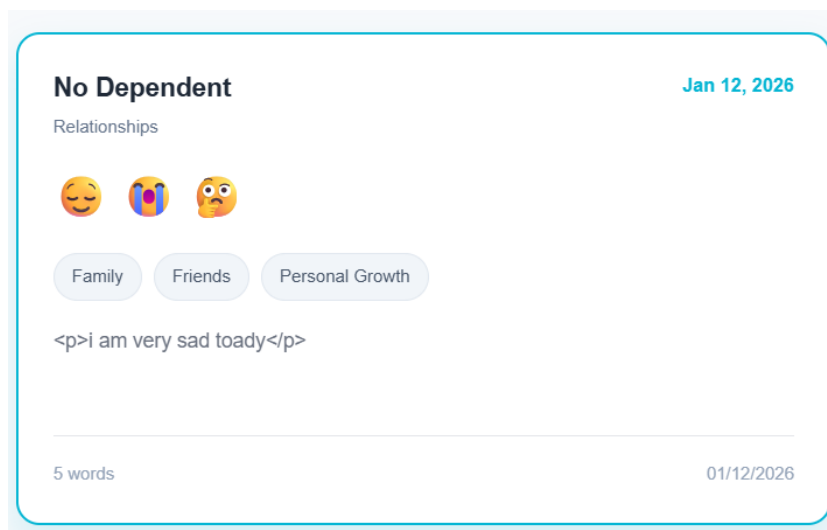 No Dependent
Jan 12, 2026
Relationships
Family
Friends
Personal Growth
<p>i am very sad toady</p>
5 words
01/12/2026